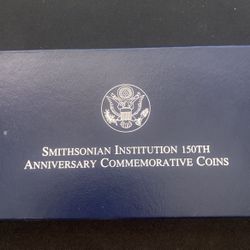 SMITHSONIAN INSTITUTION 150TH
ANNIVERSARY COMMEMORATIVE COINS